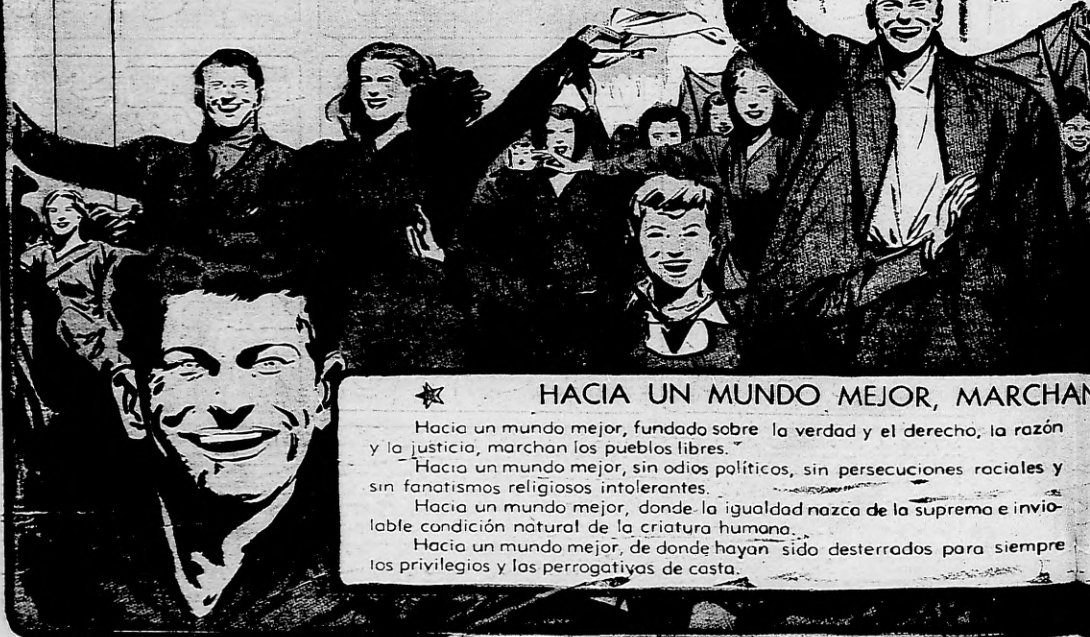 HACIA UN MUNDO MEJOR, MARCHAN
Hacia un mundo mejor, fundado sobre la verdad y el derecho, la razón
y la justicia, marchan los pueblos libres.
Hacia un mundo mejor, sin odios políticos, sin persecuciones raciales y
sin fanatismos religiosos intolerantes.
Hacia un mundo mejor, donde la igualdad nazca de la suprema e invio-
lable condición natural de la criatura humana.
Hacia un mundo mejor, de donde hayan sido desterrados para siempre
los privilegios y las perrogativas de casta.